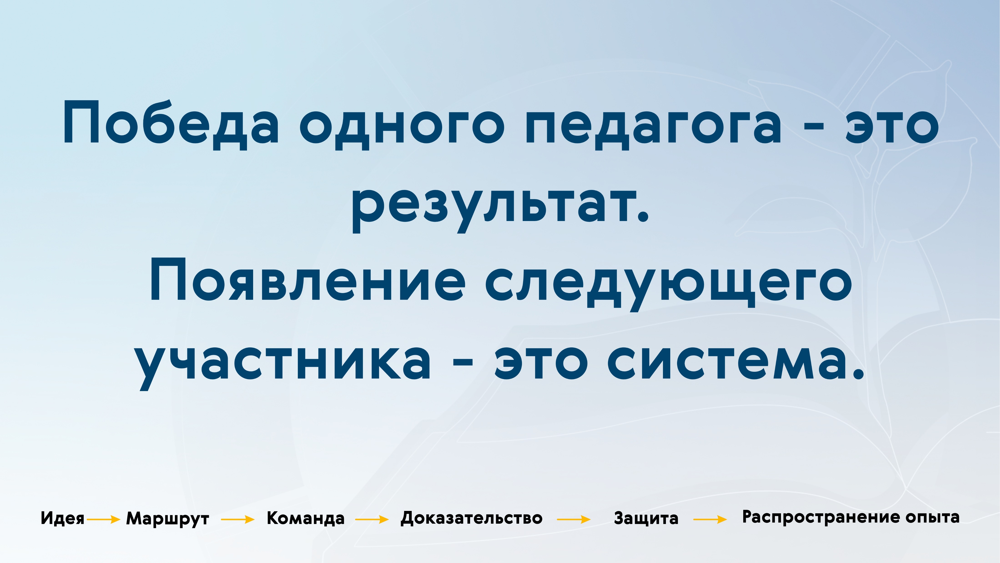 Победа одного педагога - это
результат.
Появление следующего
участника - это система.
Идея Маршрут Команда Доказательство Защита Распространение опыта